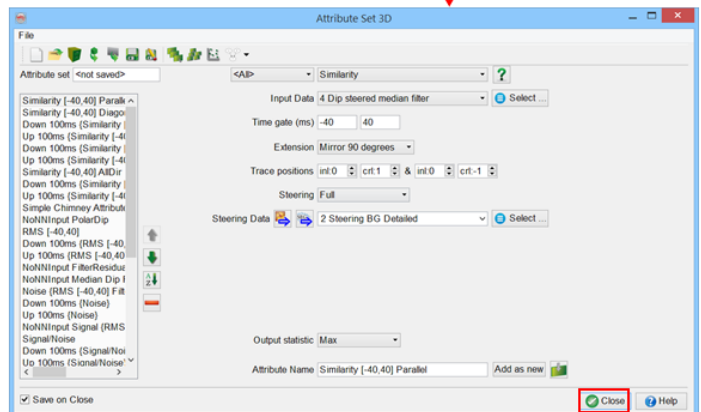 Attribute Set 3D
File
Attribute set <not saved>
<All> Similarity
Similarity [-40,40] Paralle
Similarity [-40,40] Diagon
Down 100ms {Similarity [
Up 100ms {Similarity [-4
Down 100ms {Similarity [
Up 100ms {Similarity [-4
Similarity [-40,40] AllDir
Down 100ms {Similarity [
Up 100ms {Similarity [-4
Simple Chimney Attribut
NoNNInput PolarDip
RMS [-40,40]
Down 100ms {RMS [-40,
Up 100ms {RMS [-40,40
NoNNInput FilterResidua
NoNNInput Median Dip F
Noise {RMS [-40,40] Filt
Down 100ms {Noise}
Up 100ms {Noise}
NoNNInput Signal {RMS
Signal/Noise
Down 100ms {Signal/Noi
Up 100ms {Signal/Noise'
Input Data 4 Dip steered median filter Select ...
Time gate (ms) -40 40
Extension Mirror 90 degrees
Trace positions inl:0 crl:1 & inl:0 crl:-1
Steering Full
Steering Data 2 Steering BG Detailed Select ...
Output statistic Max
Attribute Name Similarity [-40,40] Parallel Add as new
Save on Close
Close Help